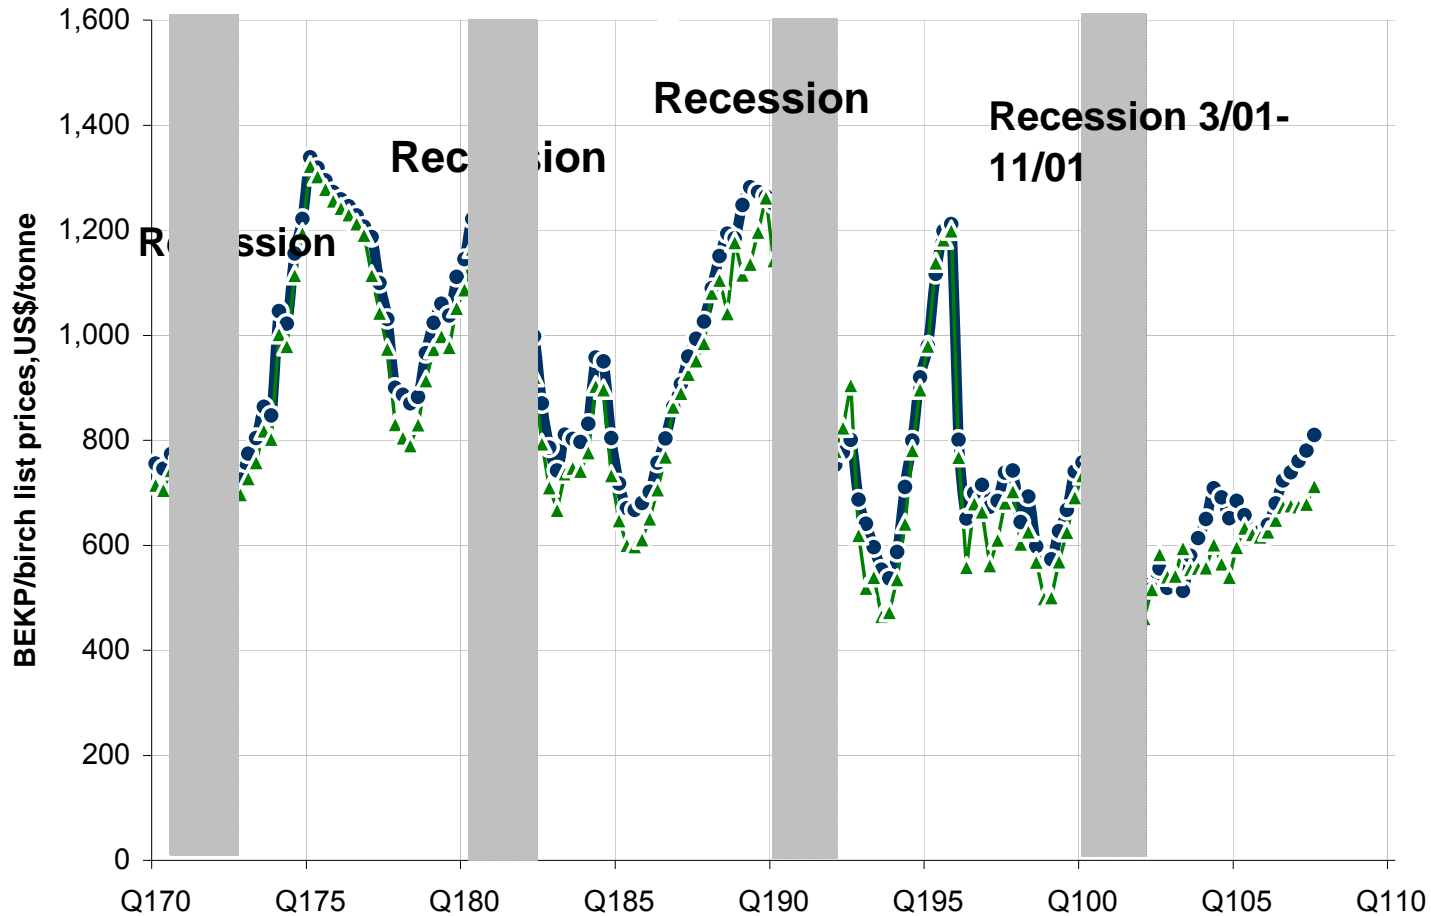 1,600
Recession
1,400
Recession 3/01-
11/01
1,200
1,000
800
600
400
200
0
BEKP/birch list prices,US$/tonne
Q170
Q175
Q180
Q185
Q190
Q195
Q100
Q105
Q110